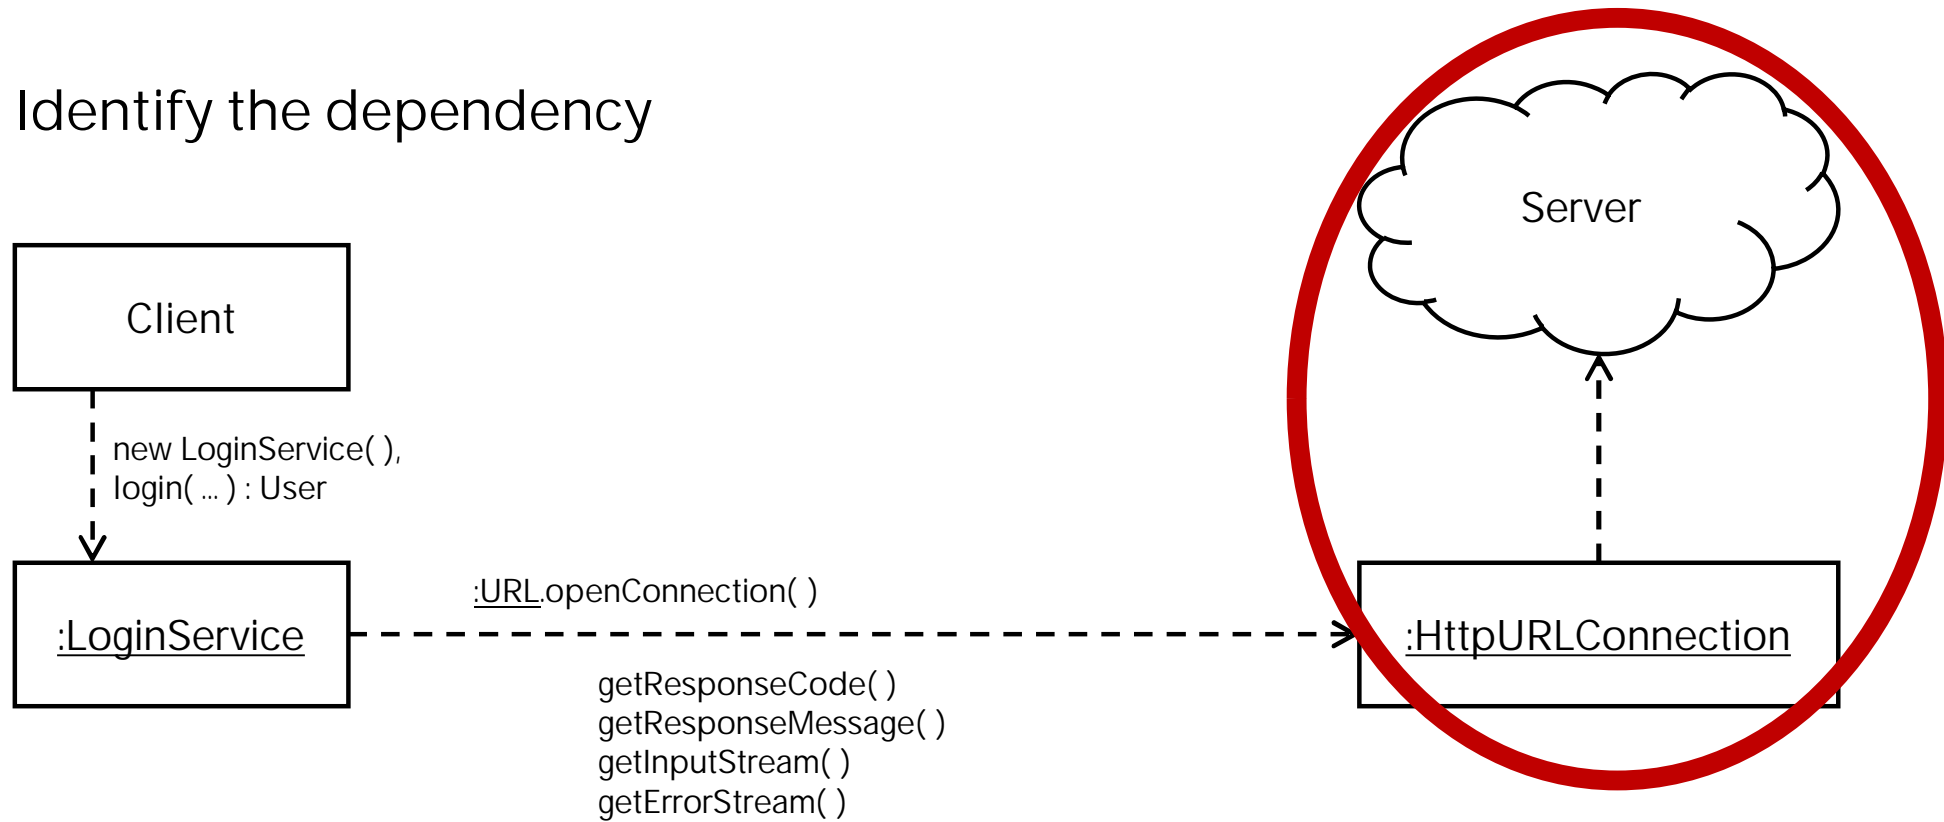 Identify the dependency
Server
Client
new LoginService( ),
login( ... ) : User
:URL.openConnection( )
:LoginService
:HttpURLConnection
getResponseCode( )
getResponseMessage( )
getInputStream( )
getErrorStream( )